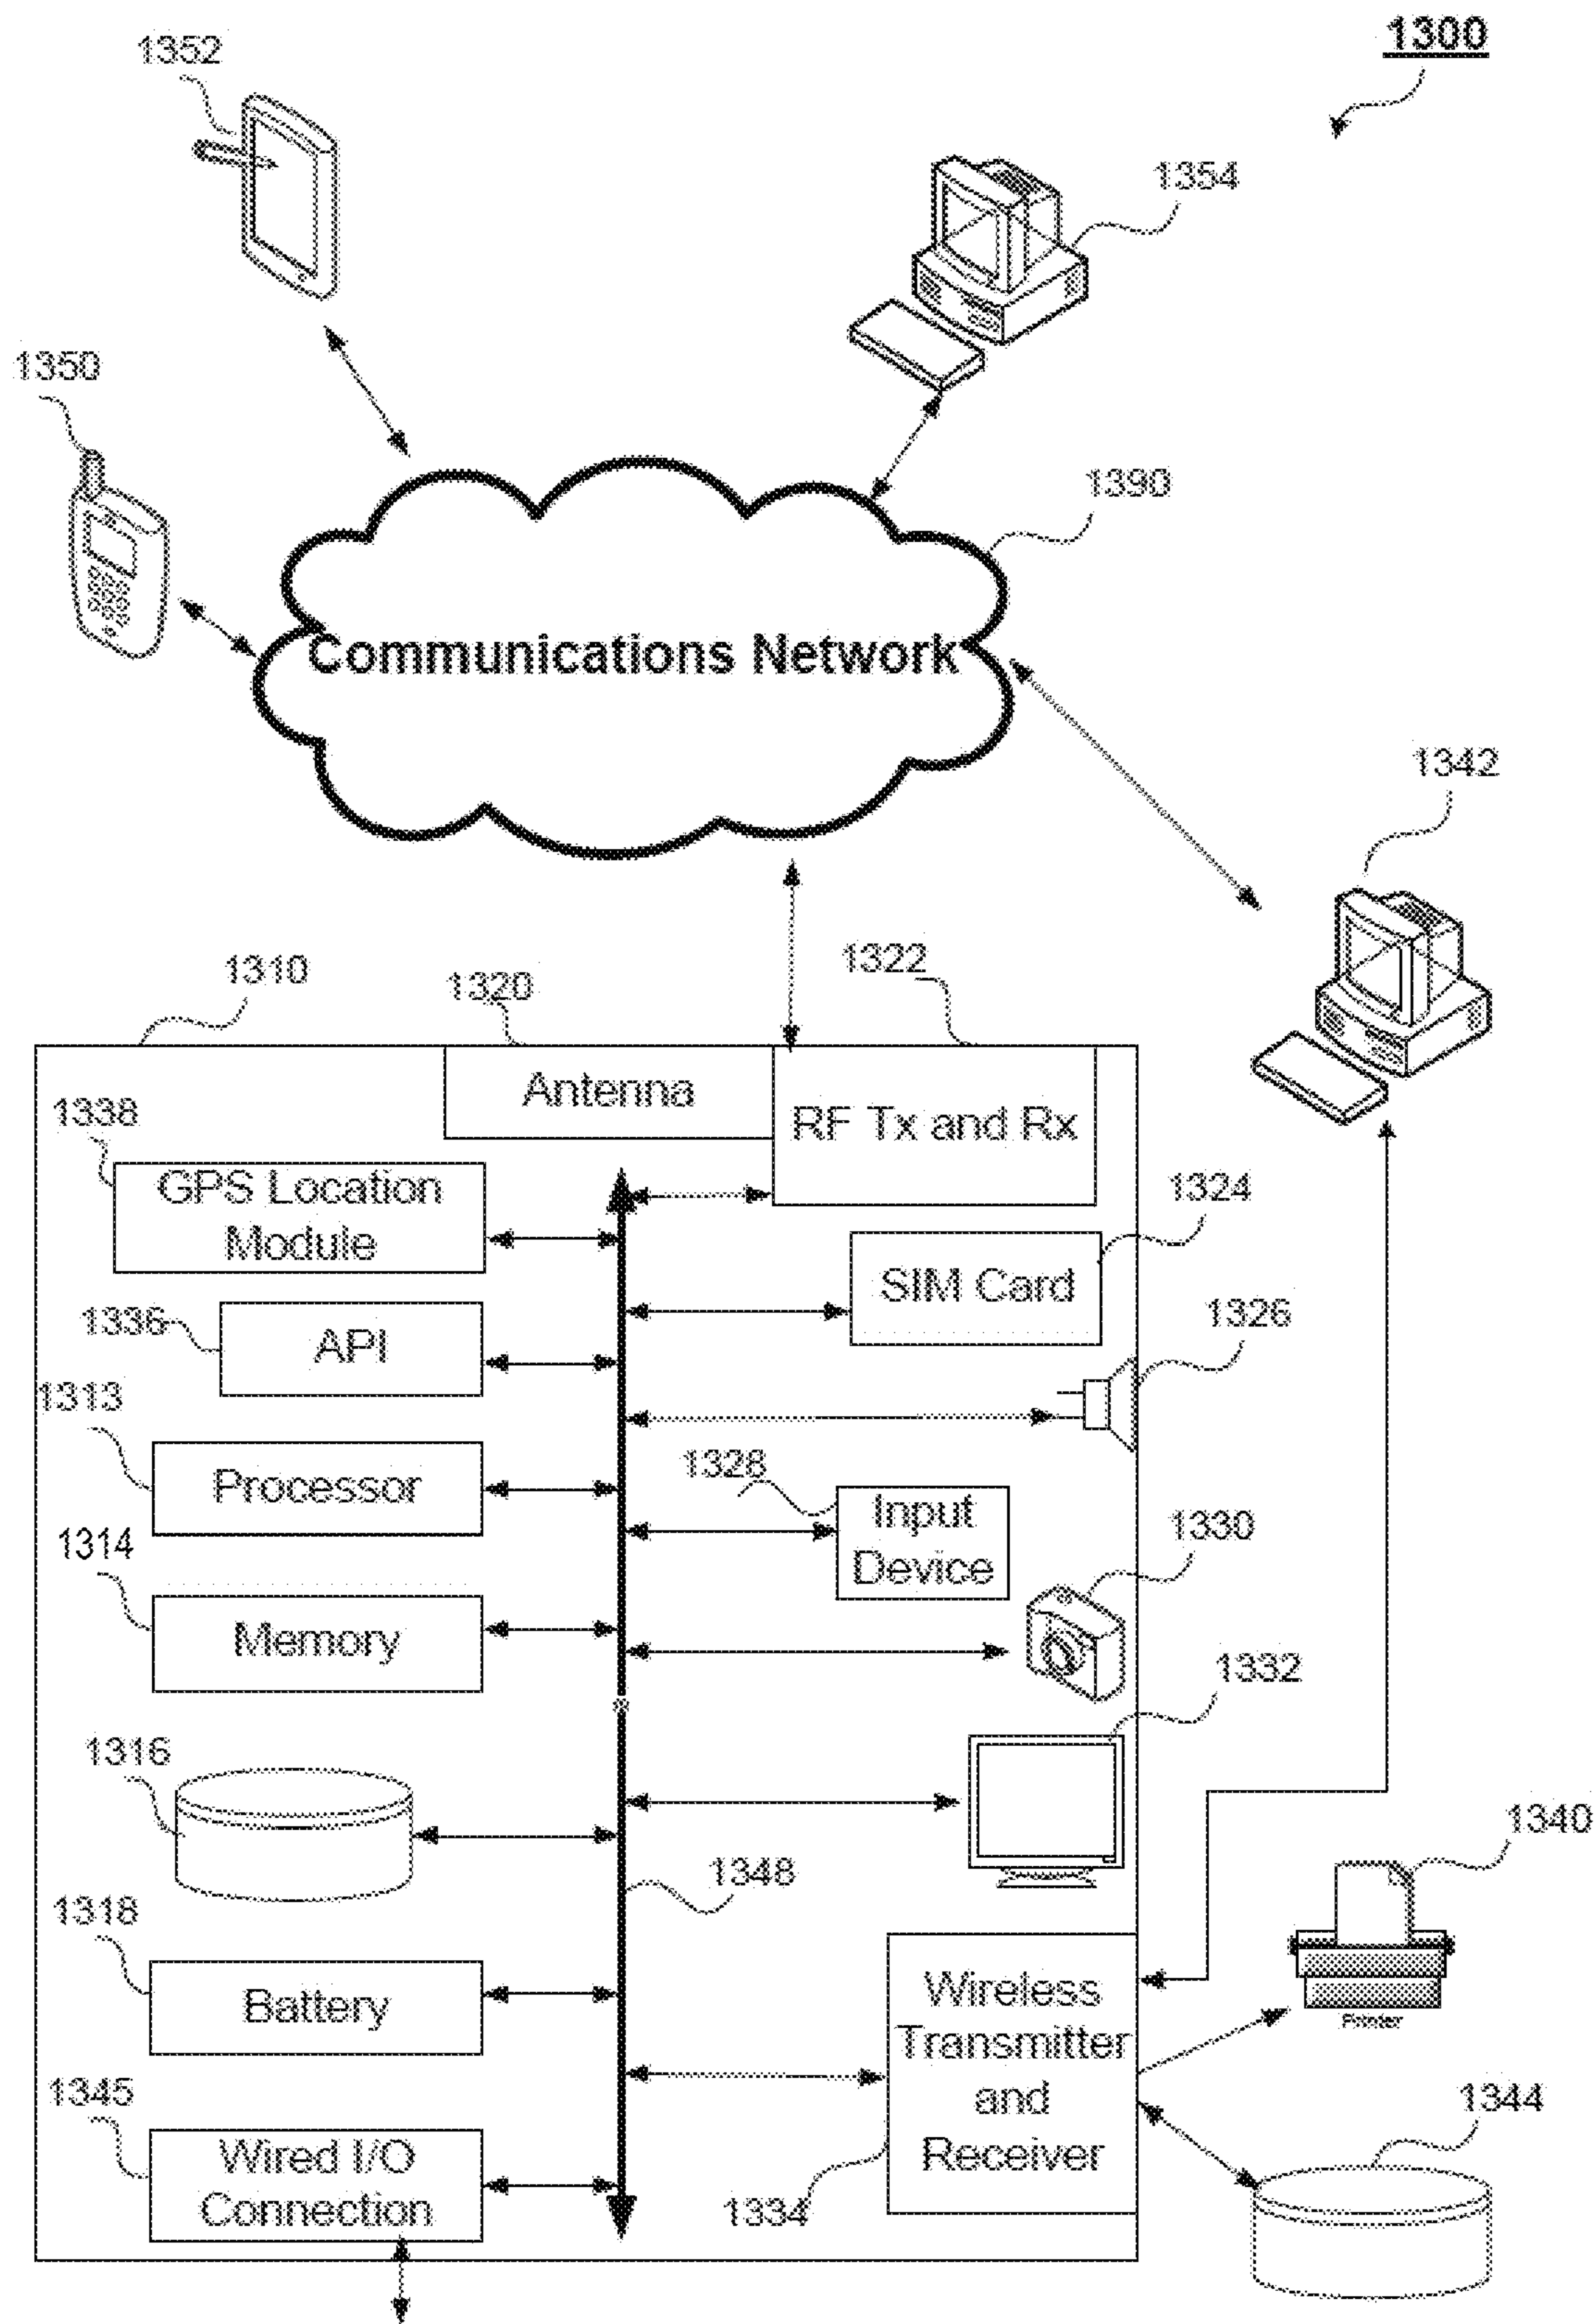 1300
1352
1354
1350
1390
Communications Network
1342
1310
1320
1322
Antenna
RF Tx and Rx
1338
GPS Location
Module
1324
SIM Card
1336
API
1326
1313
Processor
1328
Input
Device
1330
1314
Memory
1332
1316
1348
1340
Printer
1318
Battery
Wireless
Transmitter
and
Receiver
1345
Wired I/O
Connection
1334
1344